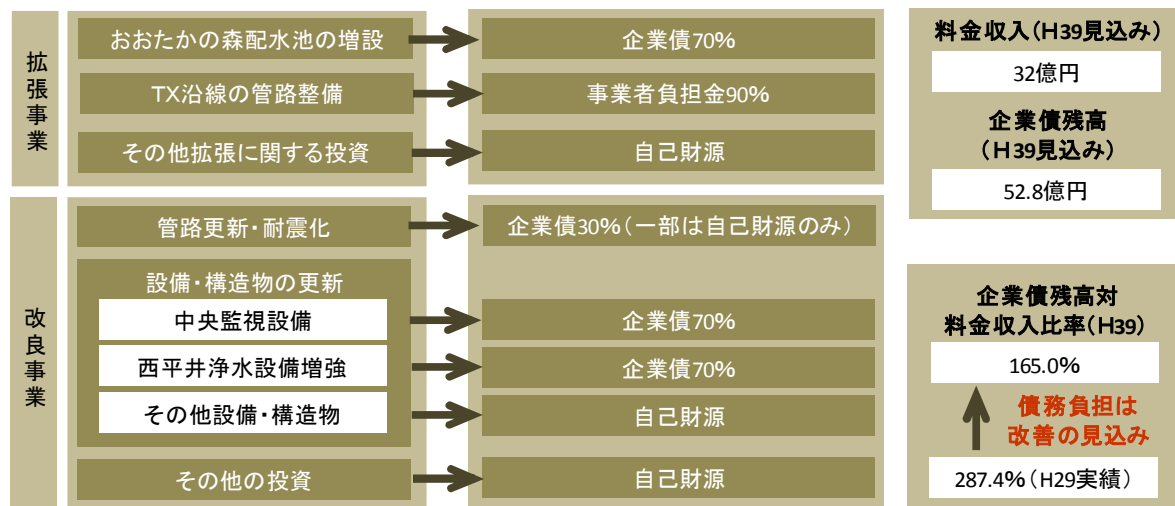 拡張事業
おおたかの森配水池の増設
企業債70%
TX沿線の管路整備
事業者負担金90%
その他拡張に関する投資
自己財源
改良事業
管路更新・耐震化
企業債30%(一部は自己財源のみ)
設備・構造物の更新
中央監視設備
企業債70%
西平井浄水設備増強
企業債70%
その他設備・構造物
自己財源
その他の投資
自己財源
料金収入(H39見込み)
32億円
企業債残高
(H39見込み)
52.8億円
企業債残高対
料金収入比率(H39)
165.0%
債務負担は
改善の見込み
287.4%(H29実績)